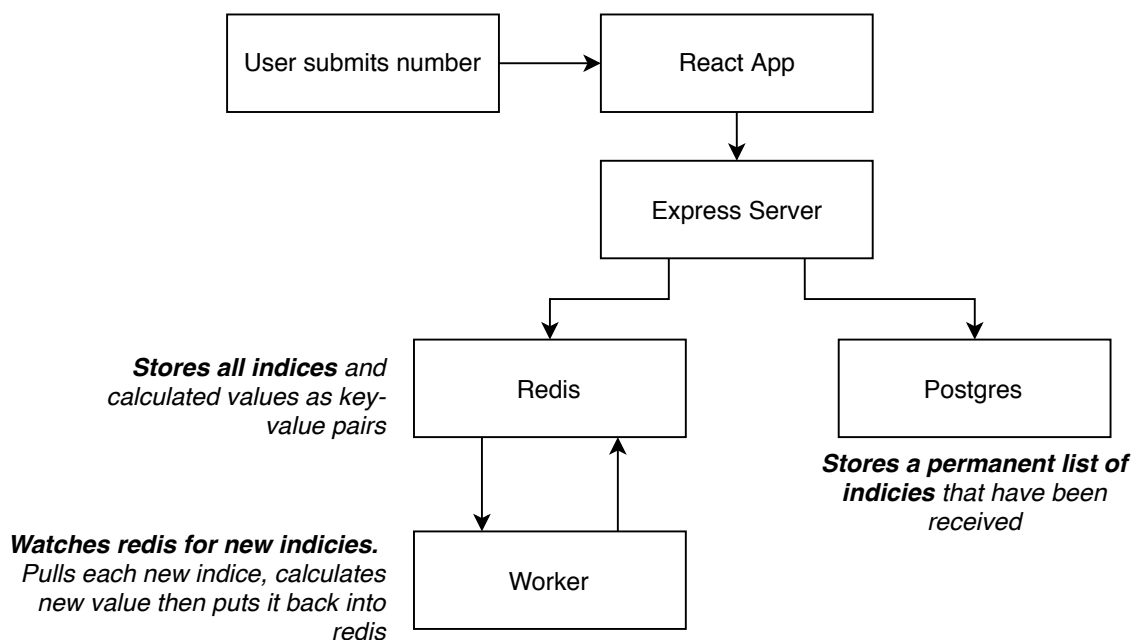 User submits number
React App
Express Server
Stores all indices and
calculated values as key-
value pairs
Redis
Postgres
Stores a permanent list of
indicies that have been
received
Watches redis for new indicies.
Pulls each new indice, calculates
new value then puts it back into
redis
Worker